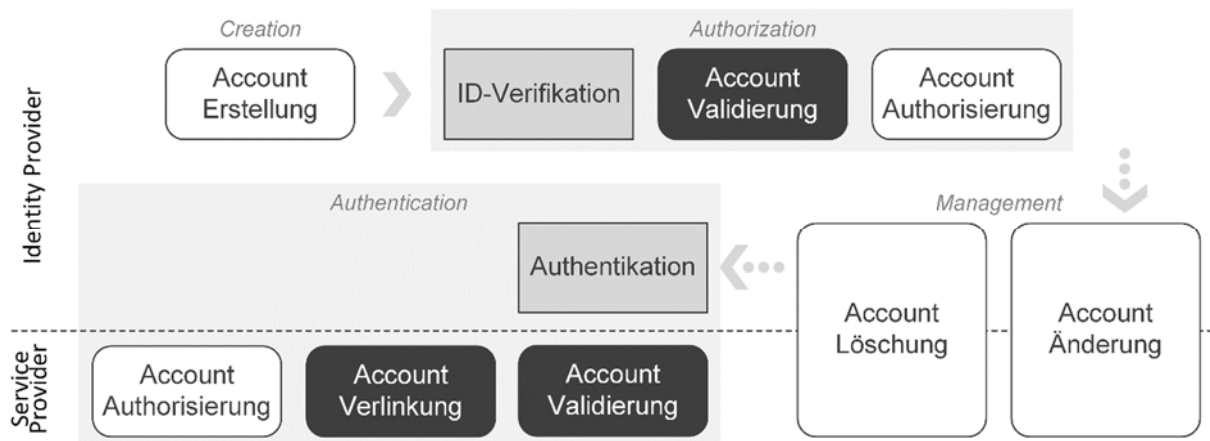 Creation
Authorization
Account
Erstellung
ID-Verifikation
Account
Validierung
Account
Authorisierung
Identity Provider
Authentication
Management
Authentikation
Account
Löschung
Account
Änderung
Service
Provider
Account
Authorisierung
Account
Verlinkung
Account
Validierung